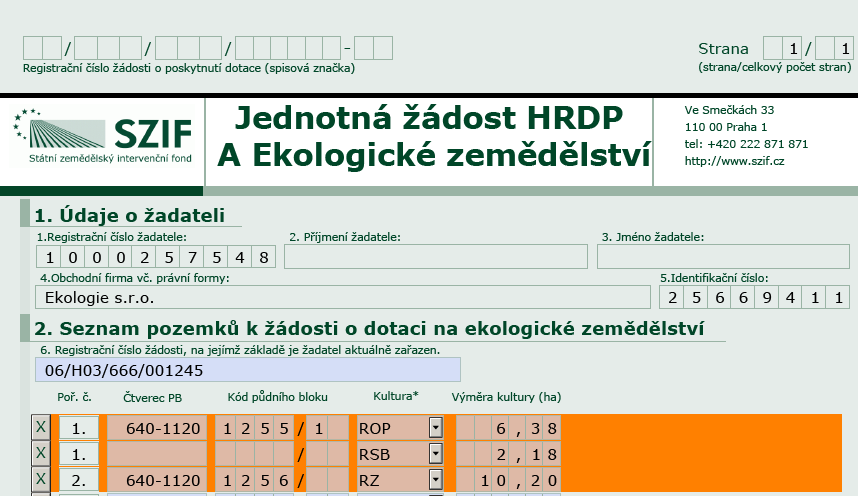 / / / -
Registrační číslo žádosti o poskytnutí dotace (spisová značka)
Strana 1 / 1
(strana/celkový počet stran)
SZIF
Státní zemědělský intervenční fond
Jednotná žádost HRDP
A Ekologické zemědělství
Ve Smečkách 33
110 00 Praha 1
tel: +420 222 871 871
http://www.szif.cz
1. Údaje o žadateli
1.Registrační číslo žadatele: 2. Příjmení žadatele: 3. Jméno žadatele:
1 0 0 0 2 5 7 5 4 8
4.Obchodní firma vč. právní formy: 5.Identifikační číslo:
Ekologie s.r.o. 2 5 6 6 9 4 1 1
2. Seznam pozemků k žádosti o dotaci na ekologické zemědělství
6. Registrační číslo žádosti, na jejímž základě je žadatel aktuálně zařazen.
06/H03/666/001245
Poř. č. Čtverec PB Kód půdního bloku Kultura* Výměra kultury (ha)
X 1. 640-1120 1 2 5 5 / 1 ROP 6 , 3 8
X 1. / RSB 2 , 1 8
X 2. 640-1120 1 2 5 6 / RZ 1 0 , 2 0